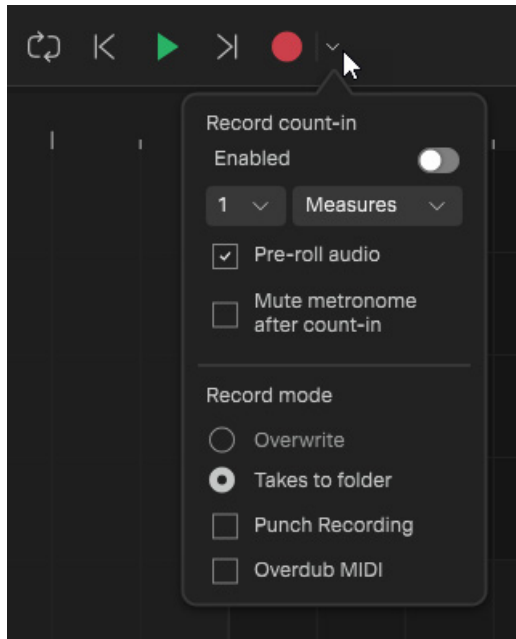 Record count-in
Enabled
1 Measures
Pre-roll audio
Mute metronome
after count-in
Record mode
Overwrite
Takes to folder
Punch Recording
Overdub MIDI